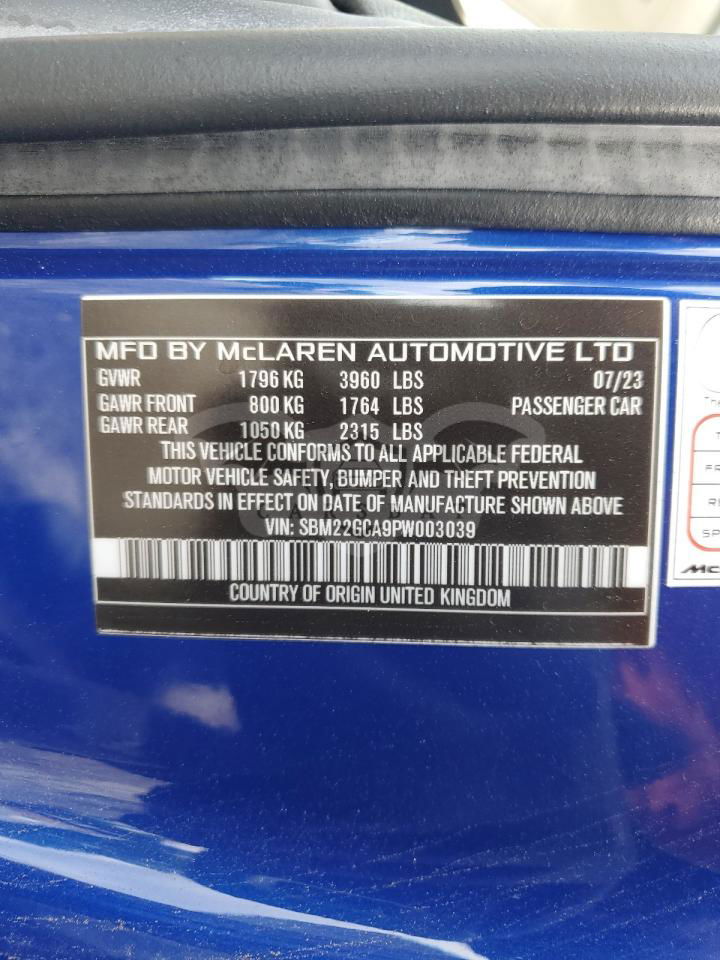 MFD BY McLAREN AUTOMOTIVE LTD
GVWR 1796 KG 3960 LBS 07/23
GAWR FRONT 800 KG 1764 LBS PASSENGER CAR
GAWR REAR 1050 KG 2315 LBS
THIS VEHICLE CONFORMS TO ALL APPLICABLE FEDERAL
MOTOR VEHICLE SAFETY, BUMPER AND THEFT PREVENTION
STANDARDS IN EFFECT ON DATE OF MANUFACTURE SHOWN ABOVE
VIN: SBM22GCA9PW003039
COUNTRY OF ORIGIN UNITED KINGDOM